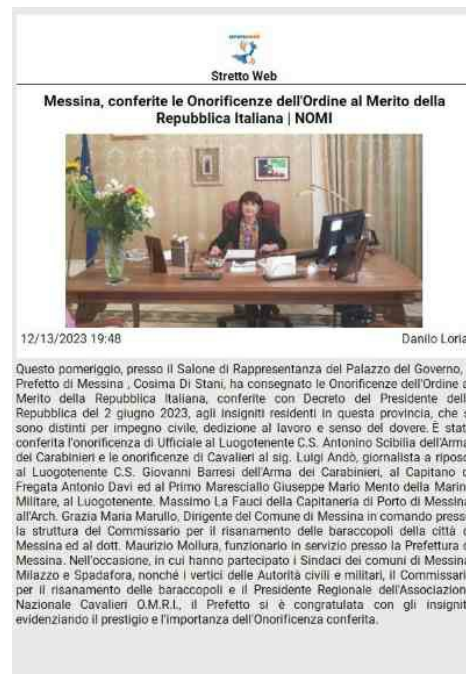 Stretto Web
Messina, conferite le Onorificenze dell'Ordine al Merito della
Repubblica Italiana | NOMI
12/13/2023 19:48 Danilo Loria
Questo pomeriggio, presso il Salone di Rappresentanza del Palazzo del Governo,
Prefetto di Messina , Cosima Di Stani, ha consegnato le Onorificenze dell'Ordine a
Merito della Repubblica Italiana, conferite con Decreto del Presidente dell
Repubblica del 2 giugno 2023, agli insigniti residenti in questa provincia, che s
sono distinti per impegno civile, dedizione al lavoro e senso del dovere. È stat
conferita l'onorificenza di Ufficiale al Luogotenente C.S. Antonino Scibilia dell'Arma
dei Carabinieri e le onorificenze di Cavalieri al sig. Luigi Andò, giornalista a riposo
al Luogotenente C.S. Giovanni Barresi dell'Arma dei Carabinieri, al Capitano d
Fregata Antonio Davi ed al Primo Maresciallo Giuseppe Mario Mento della Marin
Militare, al Luogotenente. Massimo La Fauci della Capitaneria di Porto di Messina
all'Arch. Grazia Maria Marullo, Dirigente del Comune di Messina in comando press
la struttura del Commissario per il risanamento delle baraccopoli della città d
Messina ed al dott. Maurizio Mollura, funzionario in servizio presso la Prefettura d
Messina. Nell'occasione, in cui hanno partecipato i Sindaci dei comuni di Messina
Milazzo e Spadafora, nonché i vertici delle Autorità civili e militari, il Commissari
per il risanamento delle baraccopoli e il Presidente Regionale dell'Associazion
Nazionale Cavalieri O.M.R.I., il Prefetto si è congratulata con gli insignit
evidenziando il prestigio e l'importanza dell'Onorificenza conferita.